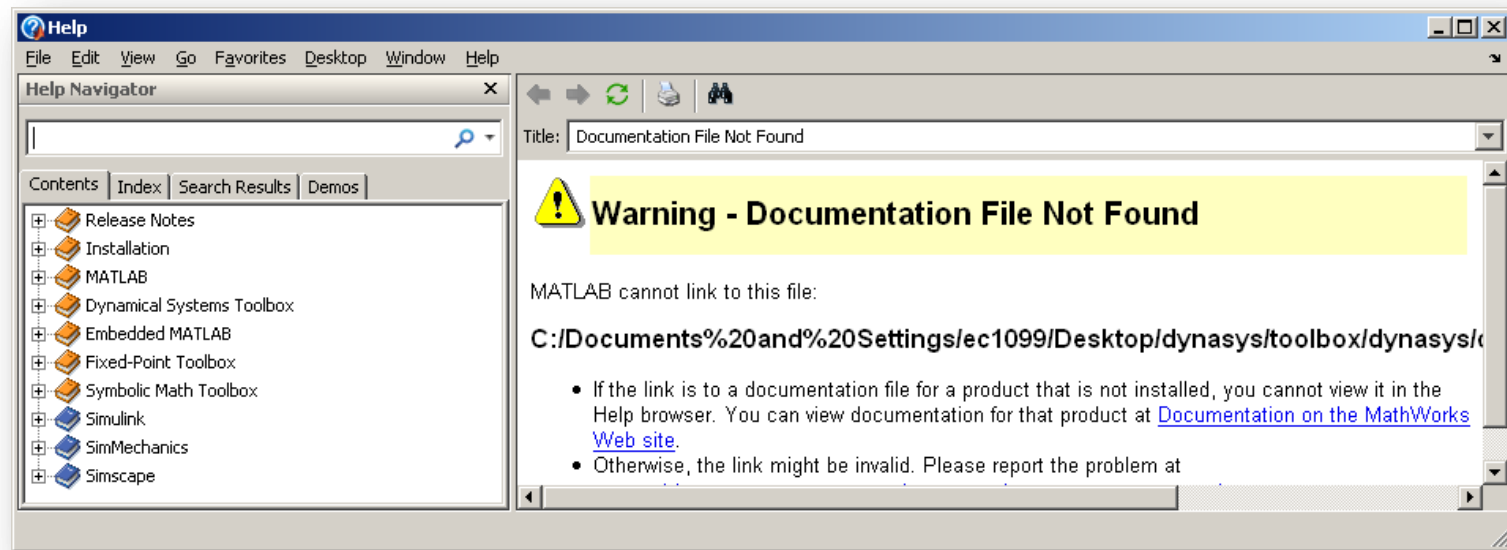 Help
File Edit View Go Favorites Desktop Window Help
Help Navigator
Title: Documentation File Not Found
Contents Index Search Results Demos
Release Notes
Installation
MATLAB
Dynamical Systems Toolbox
Embedded MATLAB
Fixed-Point Toolbox
Symbolic Math Toolbox
Simulink
SimMechanics
Simscape
Warning - Documentation File Not Found
MATLAB cannot link to this file:
C:/Documents%20and%20Settings/ec1099/Desktop/dynasys/toolbox/dynasys/
• If the link is to a documentation file for a product that is not installed, you cannot view it in the
Help browser. You can view documentation for that product at Documentation on the MathWorks
Web site.
• Otherwise, the link might be invalid. Please report the problem at